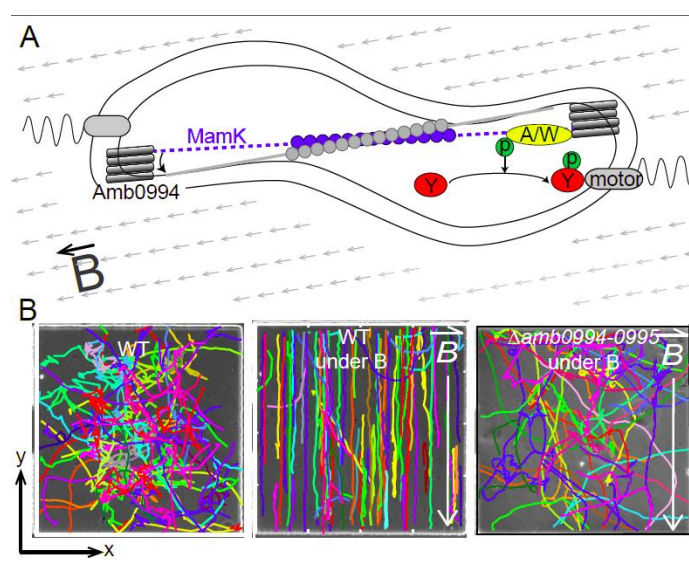 A
MamK
Amb0994
A/W
p
Y
p
Y
motor
B
B
WT
WT
under B
B
Δamb0994-0995
under B
B
y
x